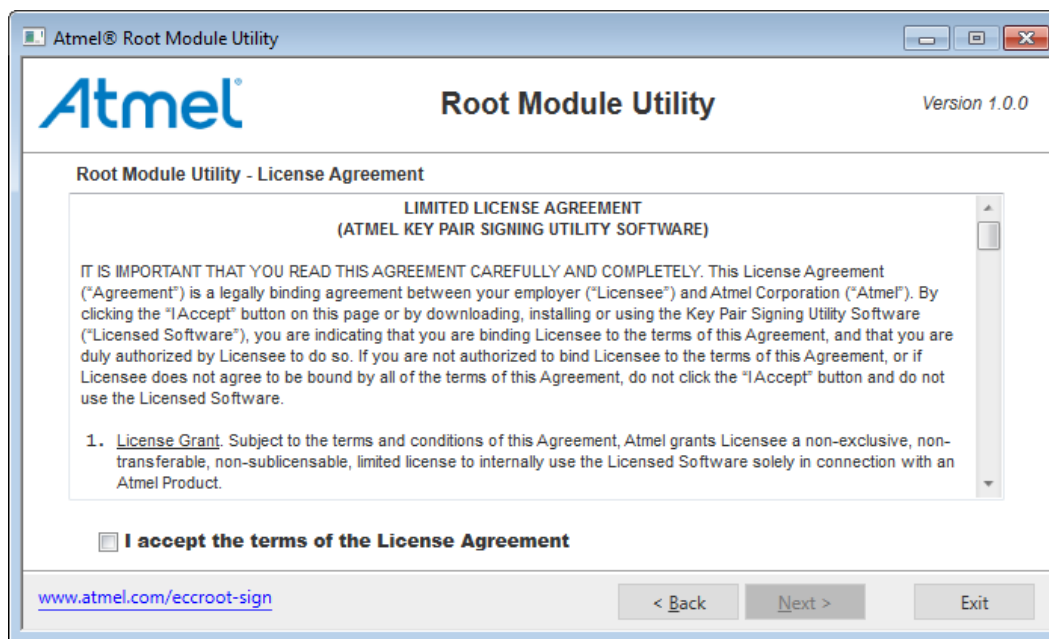 Atmel® Root Module Utility
Atmel®
Root Module Utility
Version 1.0.0
Root Module Utility - License Agreement
LIMITED LICENSE AGREEMENT
(ATMEL KEY PAIR SIGNING UTILITY SOFTWARE)
IT IS IMPORTANT THAT YOU READ THIS AGREEMENT CAREFULLY AND COMPLETELY. This License Agreement
(“Agreement”) is a legally binding agreement between your employer (“Licensee”) and Atmel Corporation (“Atmel”). By
clicking the “I Accept” button on this page or by downloading, installing or using the Key Pair Signing Utility Software
(“Licensed Software”), you are indicating that you are binding Licensee to the terms of this Agreement, and that you are
duly authorized by Licensee to do so. If you are not authorized to bind Licensee to the terms of this Agreement, or if
Licensee does not agree to be bound by all of the terms of this Agreement, do not click the “I Accept” button and do not
use the Licensed Software.
1. License Grant. Subject to the terms and conditions of this Agreement, Atmel grants Licensee a non-exclusive, non-
transferable, non-sublicensable, limited license to internally use the Licensed Software solely in connection with an
Atmel Product.
I accept the terms of the License Agreement
www.atmel.com/eccroot-sign
< Back
Next >
Exit